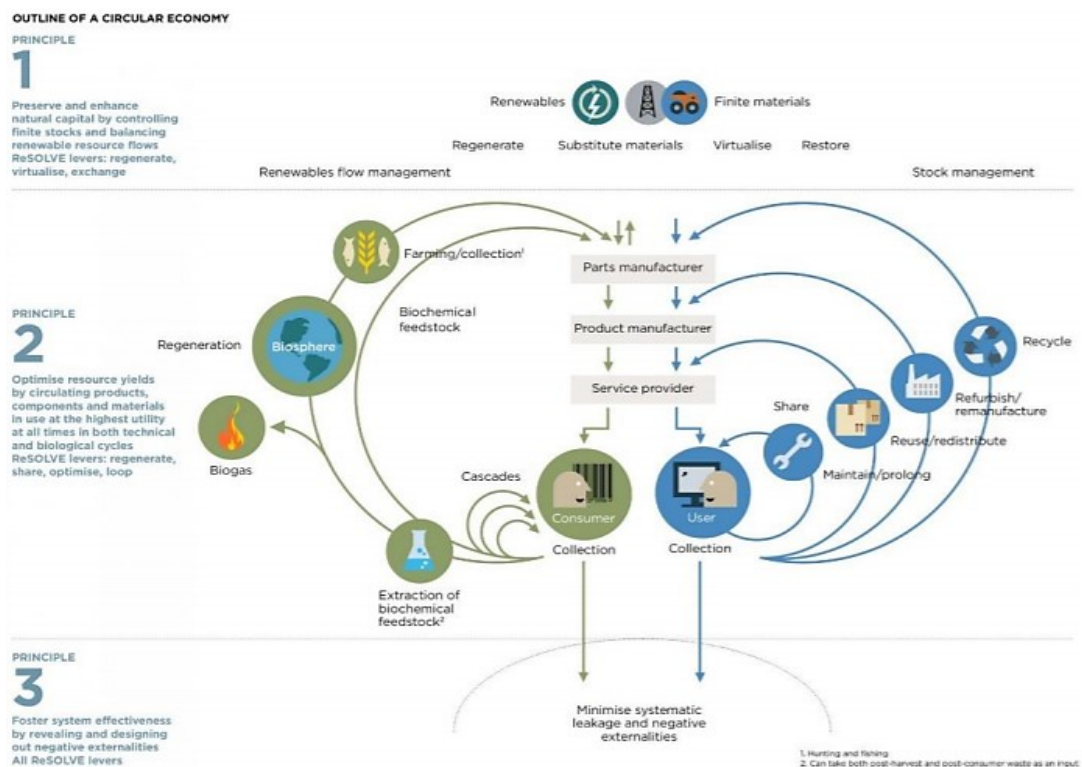 OUTLINE OF A CIRCULAR ECONOMY
PRINCIPLE
1
Preserve and enhance
natural capital by controlling
finite stocks and balancing
renewable resource flows
ReSOLVE levers: regenerate,
virtualise, exchange
Renewables
Finite materials
Regenerate
Substitute materials
Virtualise
Restore
Renewables flow management
Stock management
PRINCIPLE
2
Optimise resource yields
by circulating products,
components and materials
in use at the highest utility
at all times in both technical
and biological cycles
ReSOLVE levers: regenerate,
share, optimise, loop
Farming/collection¹
Biochemical
feedstock
Regeneration
Biosphere
Biogas
Cascades
Extraction of
biochemical
feedstock²
Parts manufacturer
Product manufacturer
Service provider
Consumer
Collection
User
Collection
Share
Maintain/prolong
Reuse/redistribute
Refurbish/
remanufacture
Recycle
PRINCIPLE
3
Foster system effectiveness
by revealing and designing
out negative externalities
All ReSOLVE levers
Minimise systematic
leakage and negative
externalities
1. Hunting and fishing
2. Can take both post-harvest and post-consumer waste as an input